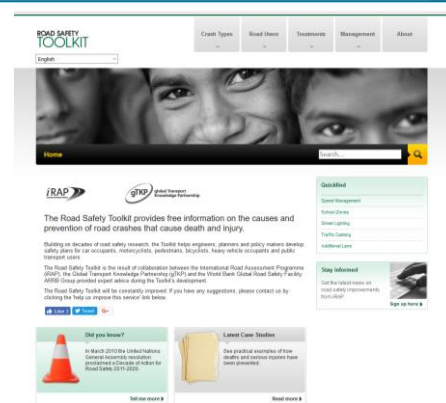 ROAD SAFETY
TOOLKIT
Crash Types
Road Users
Treatments
Management
About
English
Home
Search...
iRAP
gTKP global Transport
Knowledge Partnership
The Road Safety Toolkit provides free information on the causes and
prevention of road crashes that cause death and injury.
Building on decades of road safety research, the Toolkit helps engineers, planners and policy makers develop
safety plans for car occupants, motorcyclists, pedestrians, bicyclists, heavy vehicle occupants and public
transport users.
The Road Safety Toolkit is the result of collaboration between the International Road Assessment Programme
(iRAP), the Global Transport Knowledge Partnership (gTKP) and the World Bank Global Road Safety Facility.
ARRB Group provided expert advice during the Toolkit's development.
The Road Safety Toolkit will be constantly improved. If you have any suggestions, please contact us by
clicking the 'help us improve this service' link below.
Like
Tweet
G+
Quickfind
Speed Management
School Zones
Street Lighting
Traffic Calming
Additional Lane
Stay informed
Get the latest news on
road safety improvements
from iRAP.
Sign up here
Did you know?
In March 2010 the United Nations
General Assembly resolution
proclaimed a Decade of Action for
Road Safety 2011-2020.
Tell me more
Latest Case Studies
See practical examples of how
deaths and serious injuries have
been prevented.
Read more